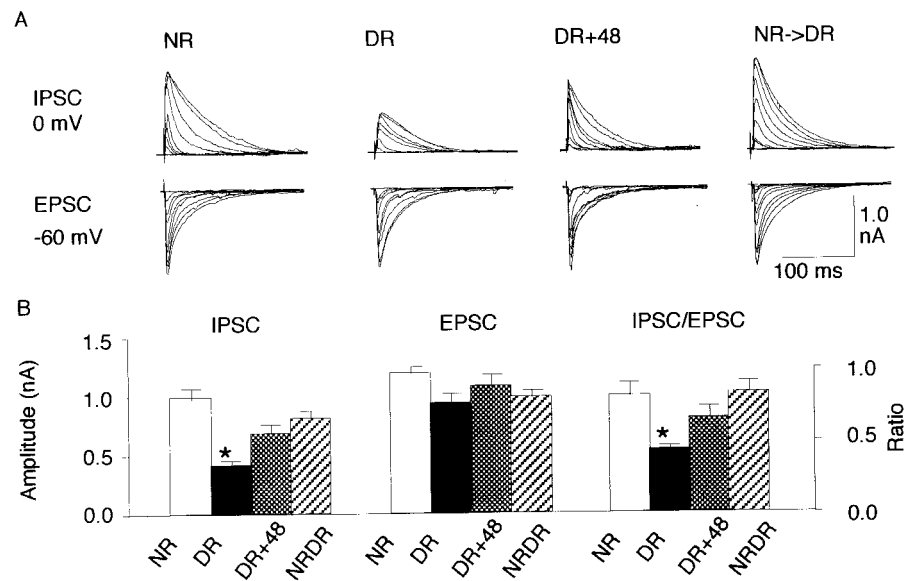 A
NR
DR
DR+48
NR->DR
IPSC
0 mV
EPSC
-60 mV
1.0
nA
100 ms
B
IPSC
EPSC
IPSC/EPSC
Amplitude (nA)
1.5
1.0
0.5
0.0
1.0
0.5
0.0
Ratio
*
*
NR
DR
DR+48
NRDR
NR
DR
DR+48
NRDR
NR
DR
DR+48
NRDR